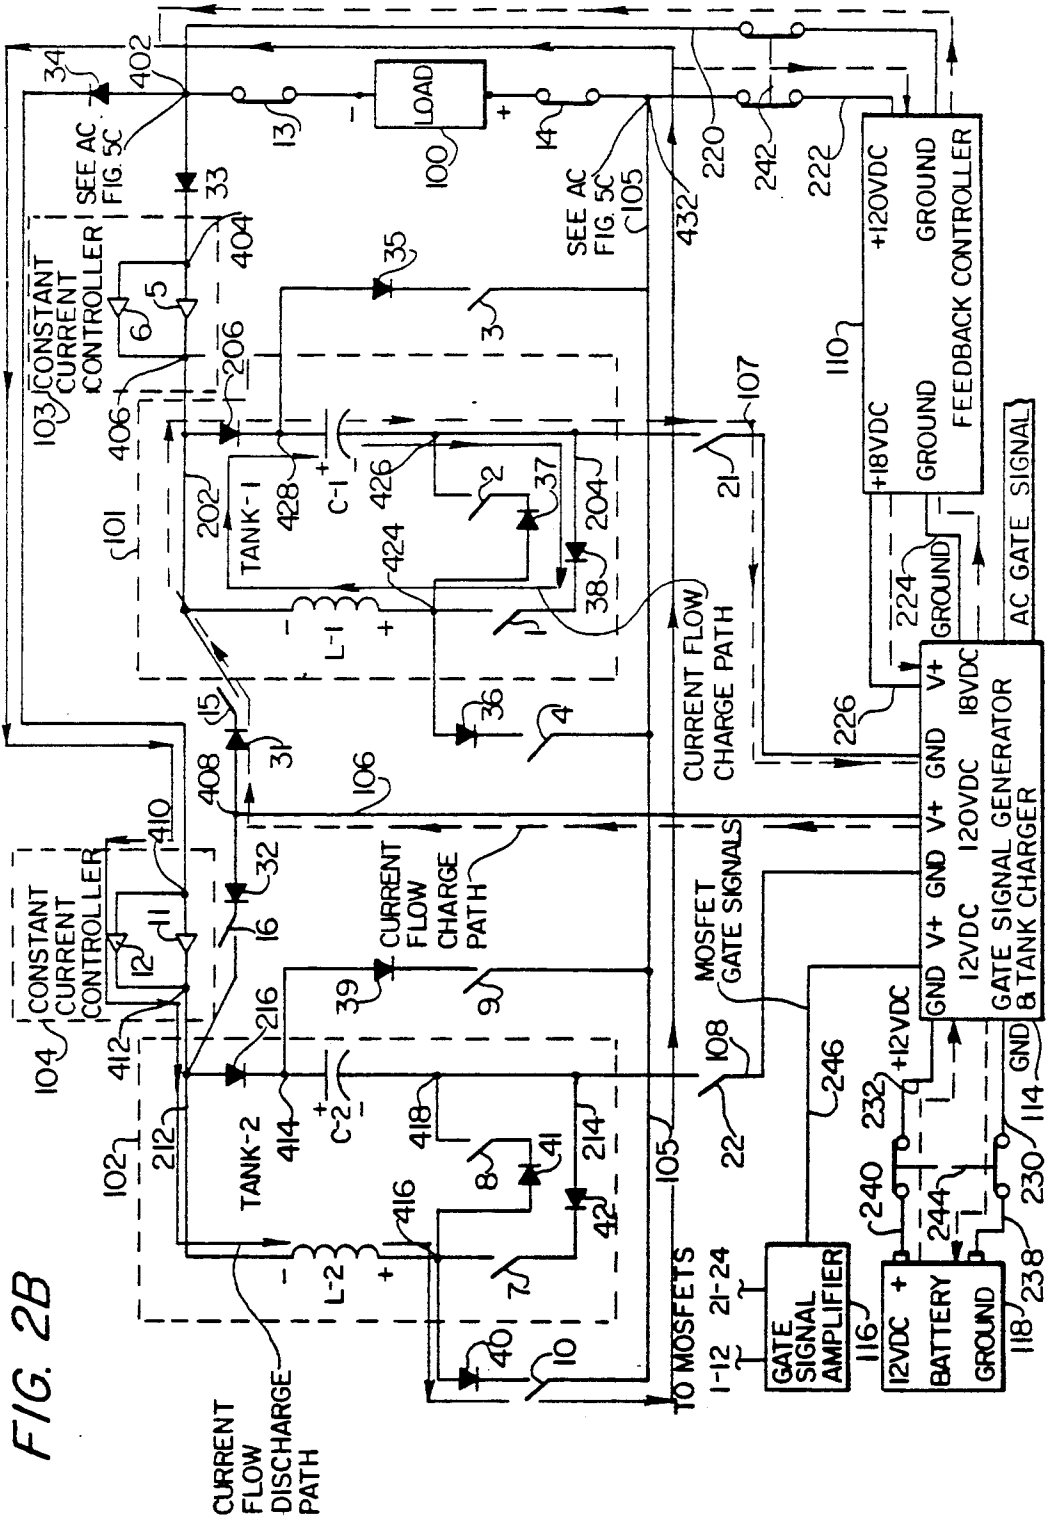 FIG. 2B
CURRENT
FLOW
DISCHARGE
PATH
104
CONSTANT
CURRENT
CONTROLLER
12
11
412
410
102
212
TANK-2
216
414
+
C-2
-
418
-
L-2
+
416
8
41
7
42
214
40
10
39
9
CURRENT
FLOW
CHARGE
PATH
16
32
408
106
31
15
34
402
SEE AC
FIG. 5C
33
103
CONSTANT
CURRENT
CONTROLLER
6
5
404
406
101
202
TANK-1
206
428
+
C-1
-
426
-
L-1
+
424
2
37
1
38
204
36
4
35
3
13
-
LOAD
100
+
14
SEE AC
FIG. 5C
105
432
220
242
222
21
107
CURRENT FLOW
CHARGE PATH
105
22
108
MOSFET
GATE SIGNALS
246
TO MOSFETS
1-12
21-24
GATE
SIGNAL
AMPLIFIER
116
12VDC +
BATTERY
GROUND
118
238
240
244
230
232
+12VDC
GND
114
GND V+
12VDC
GND V+
120VDC
GND V+
18VDC
GATE SIGNAL GENERATOR
& TANK CHARGER
AC GATE SIGNAL
226
224
GROUND
110
+18VDC
GROUND
+120VDC
GROUND
FEEDBACK CONTROLLER